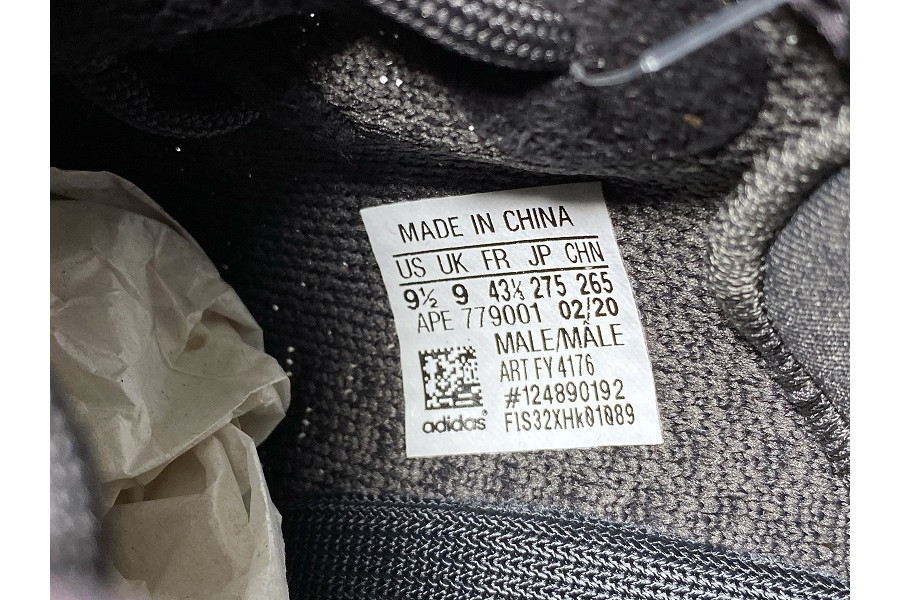 MADE IN CHINA
US UK FR JP CHN
9½ 9 43⅓ 275 265
APE 779001 02/20
MALE/MÂLE
ART FY4176
#124890192
F1S32XHK01089
adidas